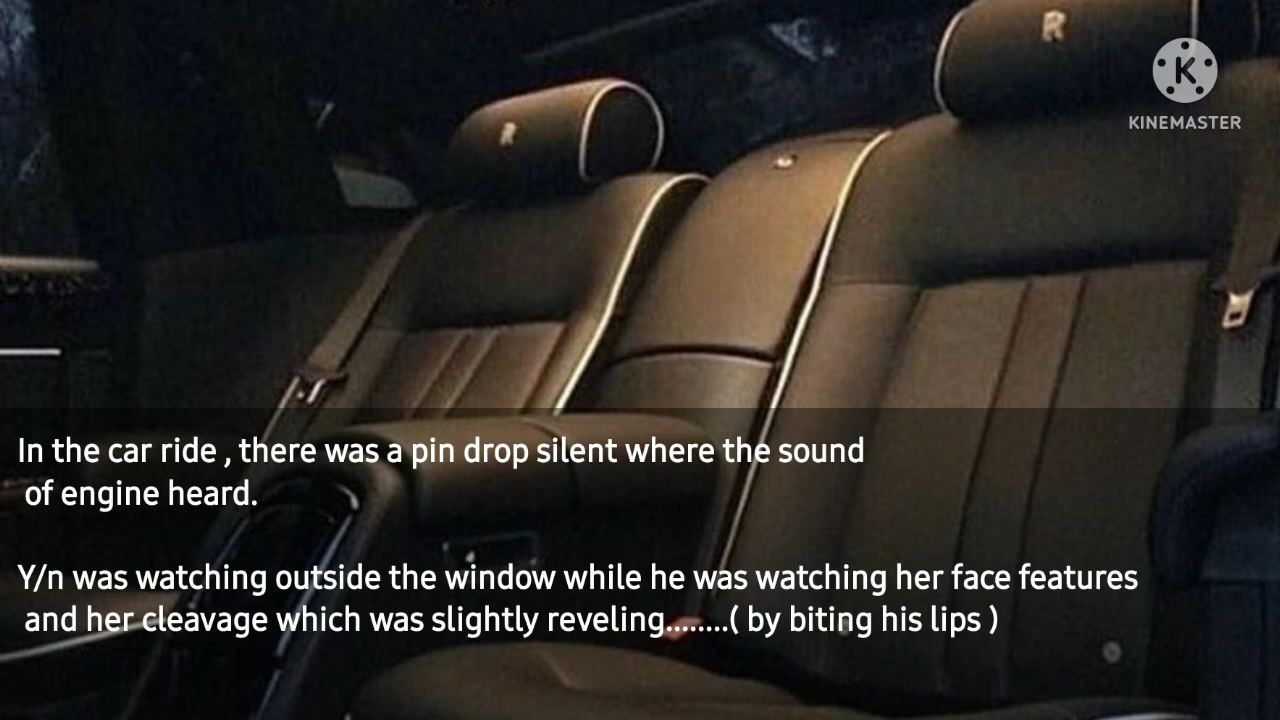 R
R
K
KINEMASTER
In the car ride , there was a pin drop silent where the sound
of engine heard.
Y/n was watching outside the window while he was watching her face features
and her cleavage which was slightly reveling........( by biting his lips )